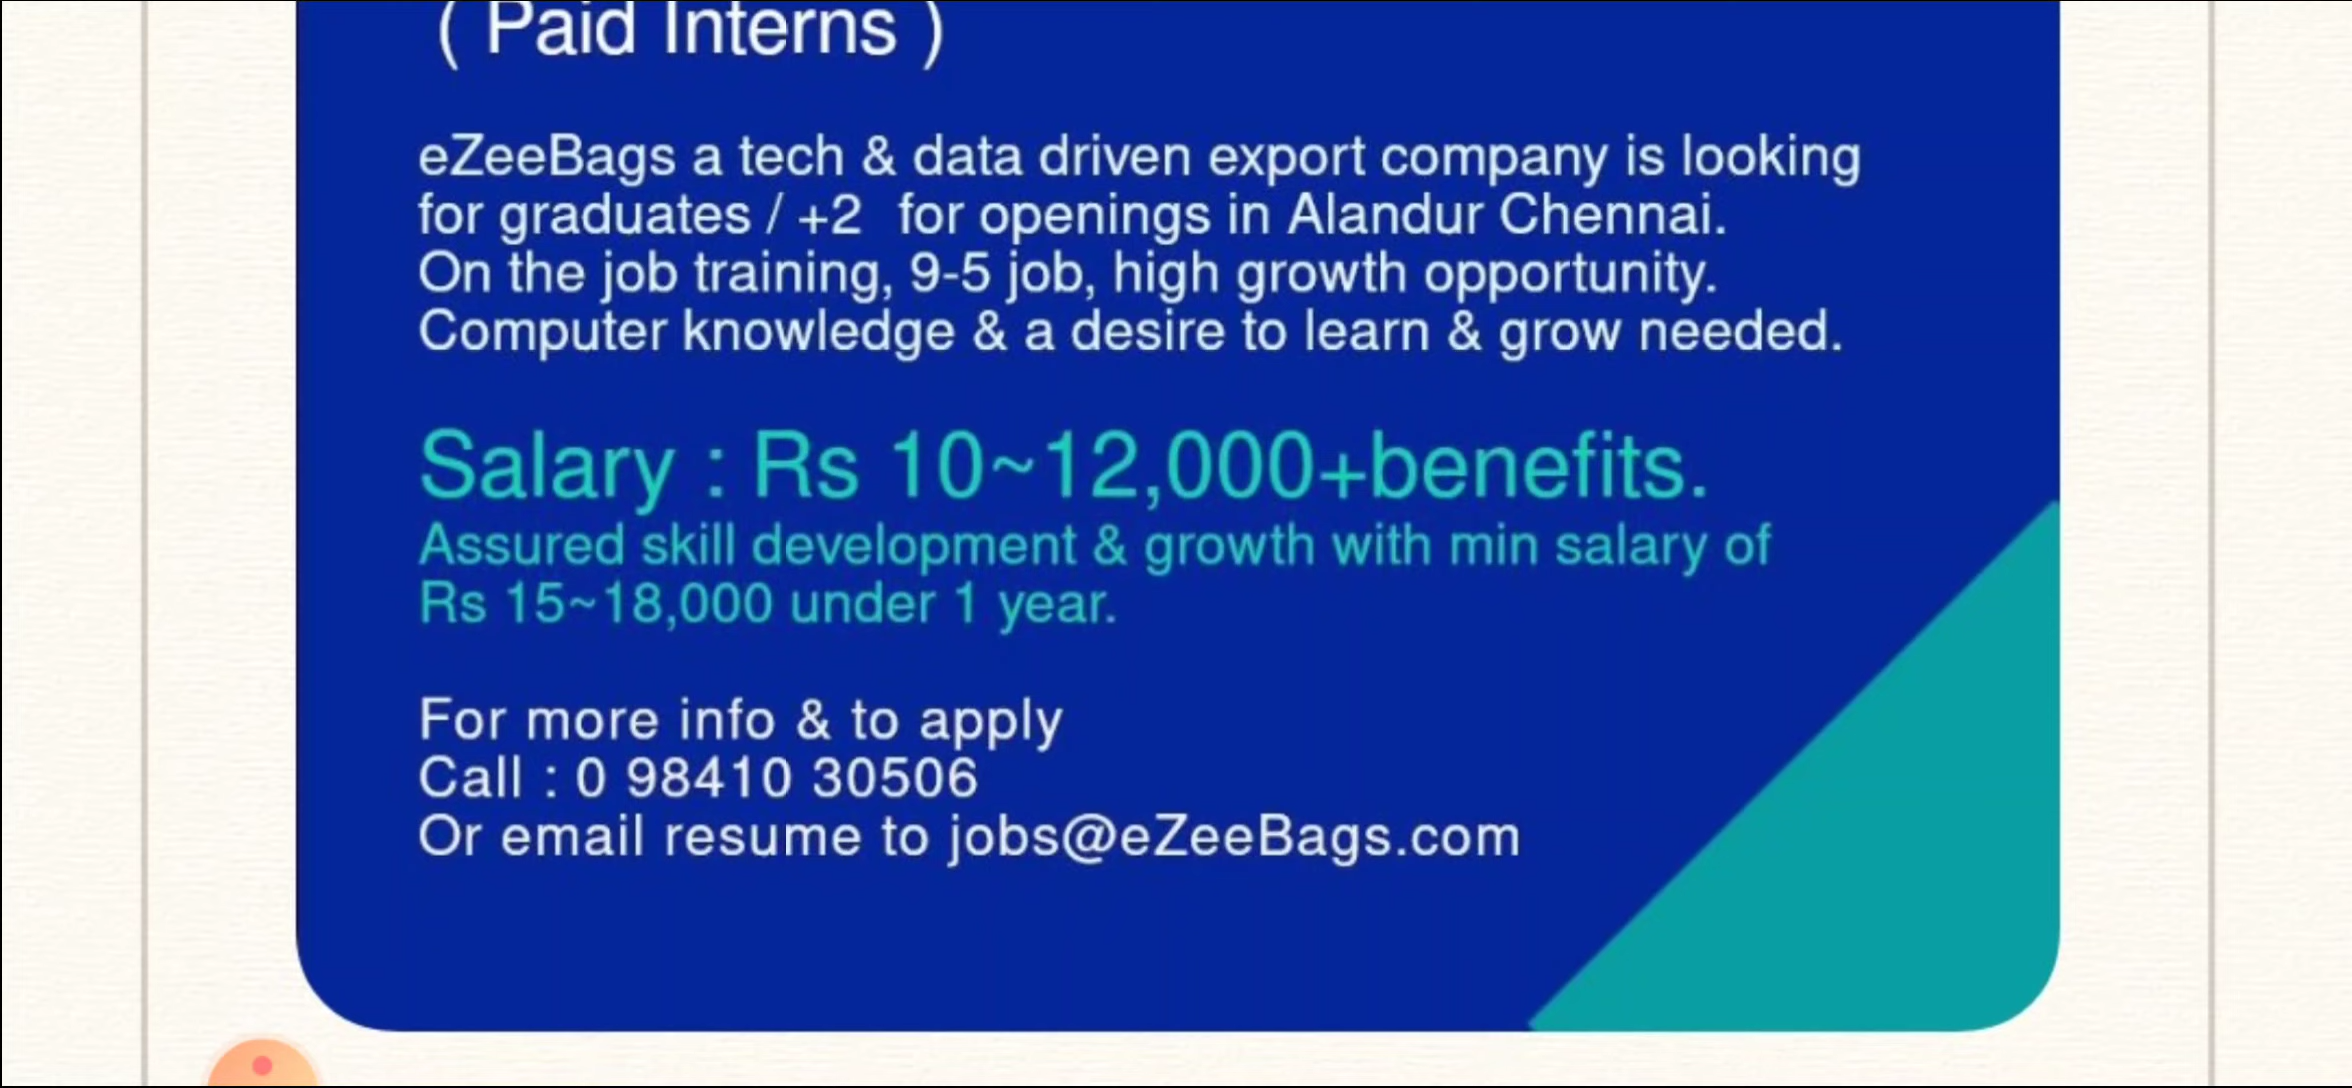 ( Paid Interns )
eZeeBags a tech & data driven export company is looking
for graduates / +2 for openings in Alandur Chennai.
On the job training, 9-5 job, high growth opportunity.
Computer knowledge & a desire to learn & grow needed.
Salary : Rs 10~12,000+benefits.
Assured skill development & growth with min salary of
Rs 15~18,000 under 1 year.
For more info & to apply
Call : 0 98410 30506
Or email resume to jobs@eZeeBags.com